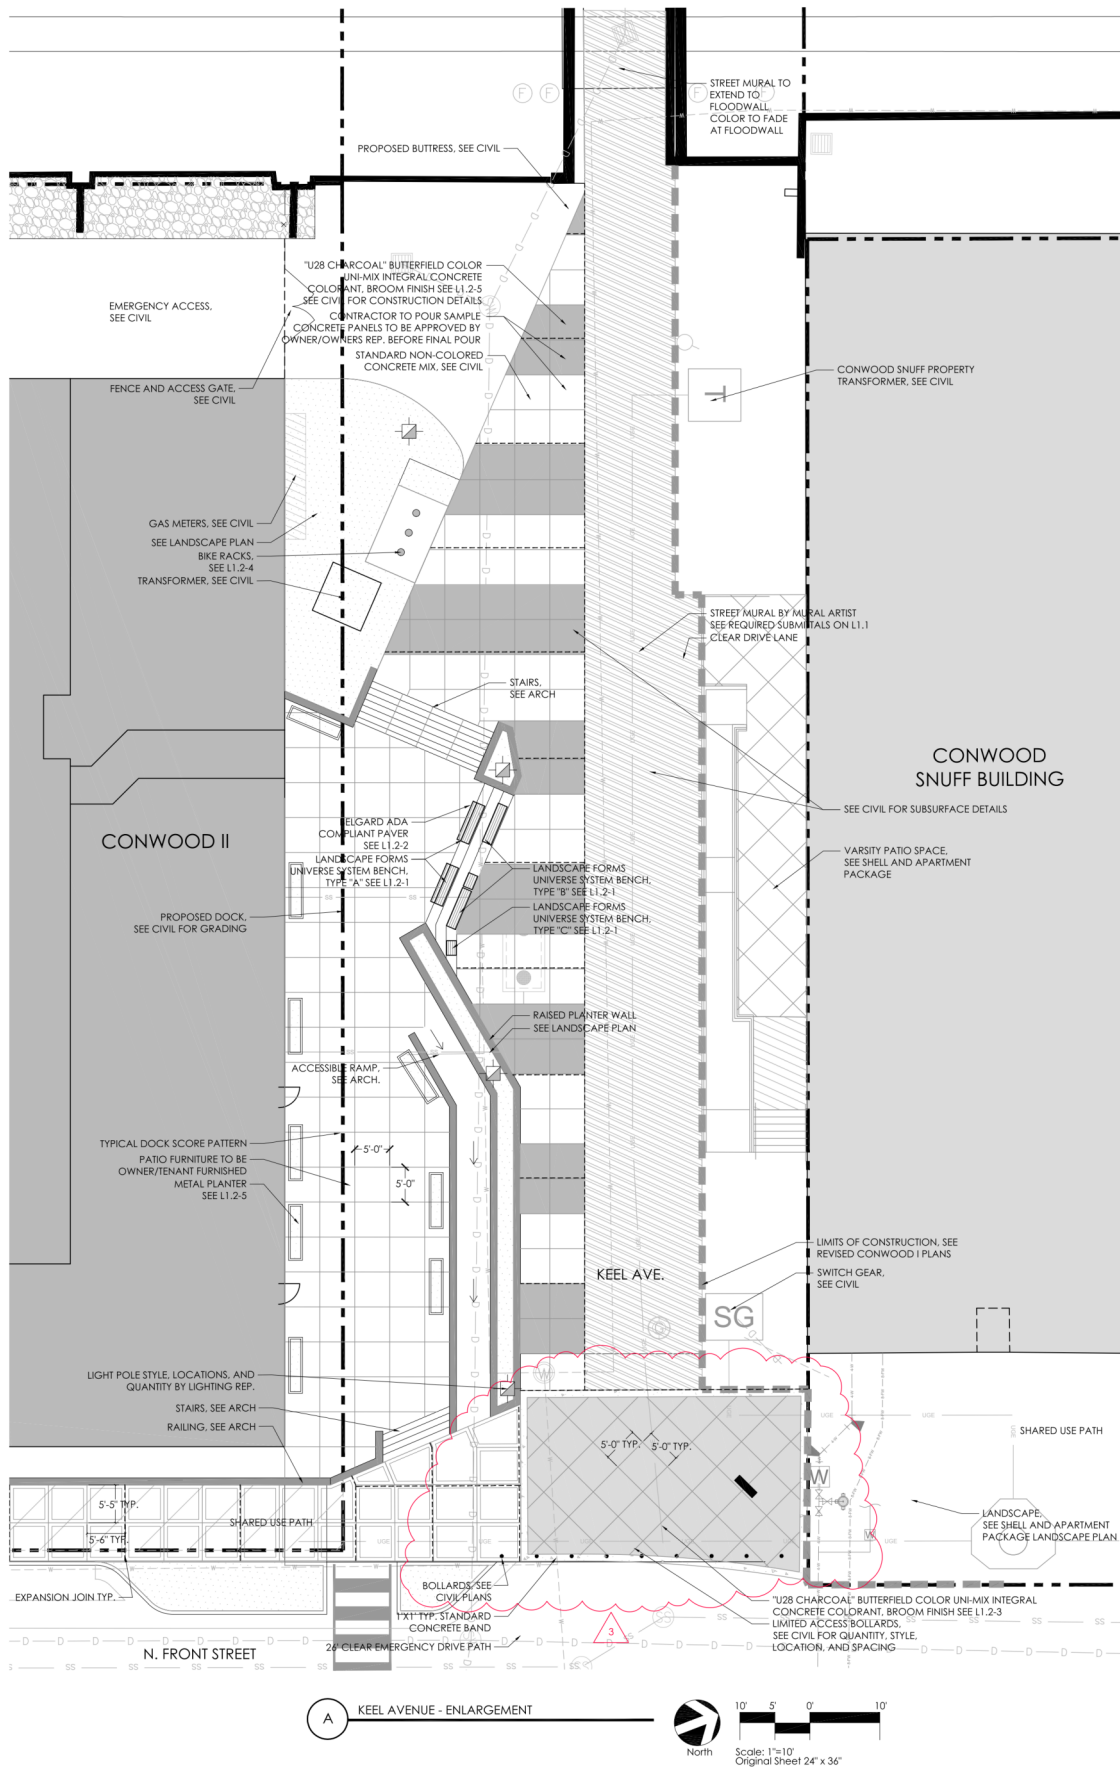 STREET MURAL TO
EXTEND TO
FLOODWALL
COLOR TO FADE
AT FLOODWALL
F
F
F
F
PROPOSED BUTTRESS, SEE CIVIL
"U28 CHARCOAL" BUTTERFIELD COLOR
UNI-MIX INTEGRAL CONCRETE
COLORANT, BROOM FINISH SEE L1.2-5
SEE CIVIL FOR CONSTRUCTION DETAILS
CONTRACTOR TO POUR SAMPLE
CONCRETE PANELS TO BE APPROVED BY
OWNER/OWNERS REP. BEFORE FINAL POUR
STANDARD NON-COLORED
CONCRETE MIX, SEE CIVIL
EMERGENCY ACCESS,
SEE CIVIL
FENCE AND ACCESS GATE,
SEE CIVIL
CONWOOD SNUFF PROPERTY
TRANSFORMER, SEE CIVIL
T
GAS METERS, SEE CIVIL
SEE LANDSCAPE PLAN
BIKE RACKS,
SEE L1.2-4
TRANSFORMER, SEE CIVIL
STREET MURAL BY MURAL ARTIST
SEE REQUIRED SUBMITALS ON L1.1
CLEAR DRIVE LANE
STAIRS,
SEE ARCH
CONWOOD
SNUFF BUILDING
SEE CIVIL FOR SUBSURFACE DETAILS
CONWOOD II
BELGARD ADA
COMPLIANT PAVER
SEE L1.2-2
LANDSCAPE FORMS
UNIVERSE SYSTEM BENCH,
TYPE "A" SEE L1.2-1
VARSITY PATIO SPACE,
SEE SHELL AND APARTMENT
PACKAGE
LANDSCAPE FORMS
UNIVERSE SYSTEM BENCH,
TYPE "B" SEE L1.2-1
LANDSCAPE FORMS
UNIVERSE SYSTEM BENCH,
TYPE "C" SEE L1.2-1
PROPOSED DOCK,
SEE CIVIL FOR GRADING
RAISED PLANTER WALL
SEE LANDSCAPE PLAN
ACCESSIBLE RAMP,
SEE ARCH.
TYPICAL DOCK SCORE PATTERN
PATIO FURNITURE TO BE
OWNER/TENANT FURNISHED
METAL PLANTER
SEE L1.2-5
5'-0"
5'-0"
LIMITS OF CONSTRUCTION, SEE
REVISED CONWOOD I PLANS
SWITCH GEAR,
SEE CIVIL
KEEL AVE.
SG
G
W
LIGHT POLE STYLE, LOCATIONS, AND
QUANTITY BY LIGHTING REP.
STAIRS, SEE ARCH
RAILING, SEE ARCH
5'-0" TYP.
5'-0" TYP.
UGE
UGE
UGE
SHARED USE PATH
W
W
5'-5" TYP.
SHARED USE PATH
5'-6" TYP.
UGE
LANDSCAPE,
SEE SHELL AND APARTMENT
PACKAGE LANDSCAPE PLAN
EXPANSION JOIN TYP.
BOLLARDS, SEE
CIVIL PLANS
1'X1' TYP. STANDARD
CONCRETE BAND
26' CLEAR EMERGENCY DRIVE PATH
"U28 CHARCOAL" BUTTERFIELD COLOR UNI-MIX INTEGRAL
CONCRETE COLORANT, BROOM FINISH SEE L1.2-3
LIMITED ACCESS BOLLARDS,
SEE CIVIL FOR QUANTITY, STYLE,
LOCATION, AND SPACING
3
N. FRONT STREET
A
KEEL AVENUE - ENLARGEMENT
North
10' 5' 0' 10'
Scale: 1"=10'
Original Sheet 24" x 36"